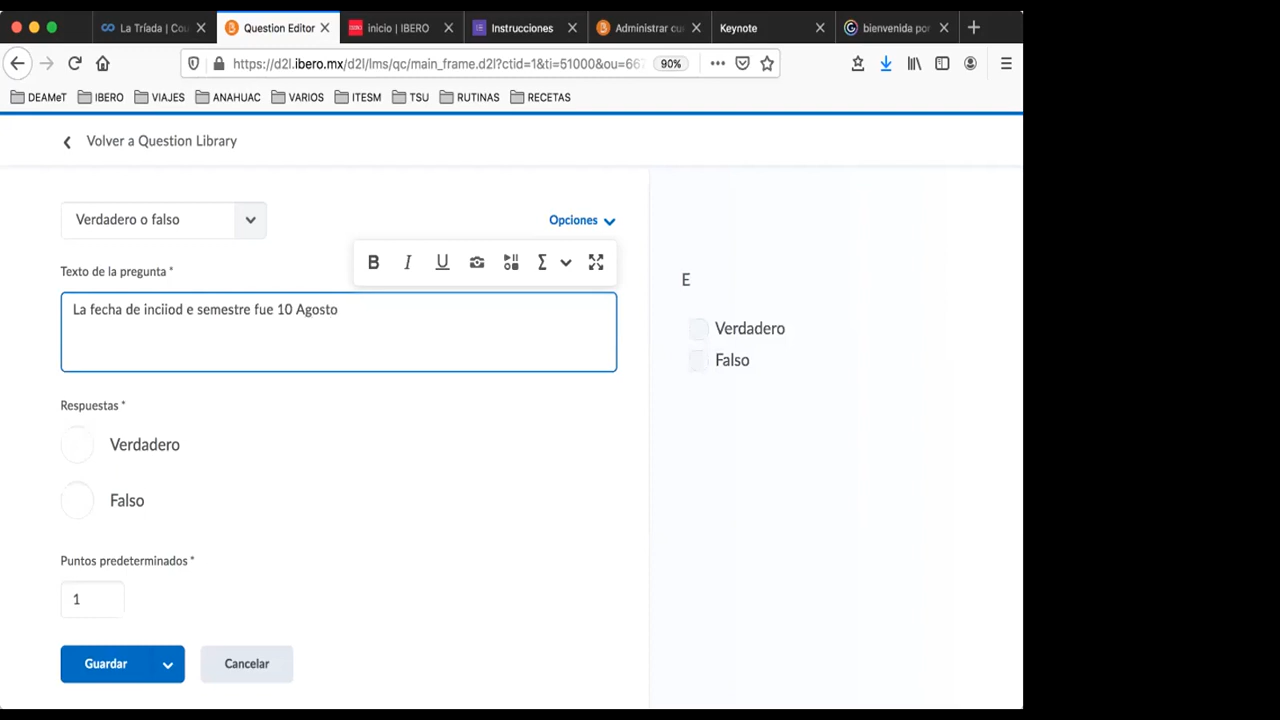 La Tríada | Cou
Question Editor
inicio | IBERO
Instrucciones
Administrar cu
Keynote
bienvenida por
https://d2l.ibero.mx/d2l/lms/qc/main_frame.d2l?ctid=1&ti=51000&ou=667
90%
DEAMeT
IBERO
VIAJES
ANAHUAC
VARIOS
ITESM
TSU
RUTINAS
RECETAS
Volver a Question Library
Verdadero o falso
Opciones
Texto de la pregunta *
B I U Σ
La fecha de inciiod e semestre fue 10 Agosto
E
Verdadero
Falso
Respuestas *
Verdadero
Falso
Puntos predeterminados *
1
Guardar
Cancelar